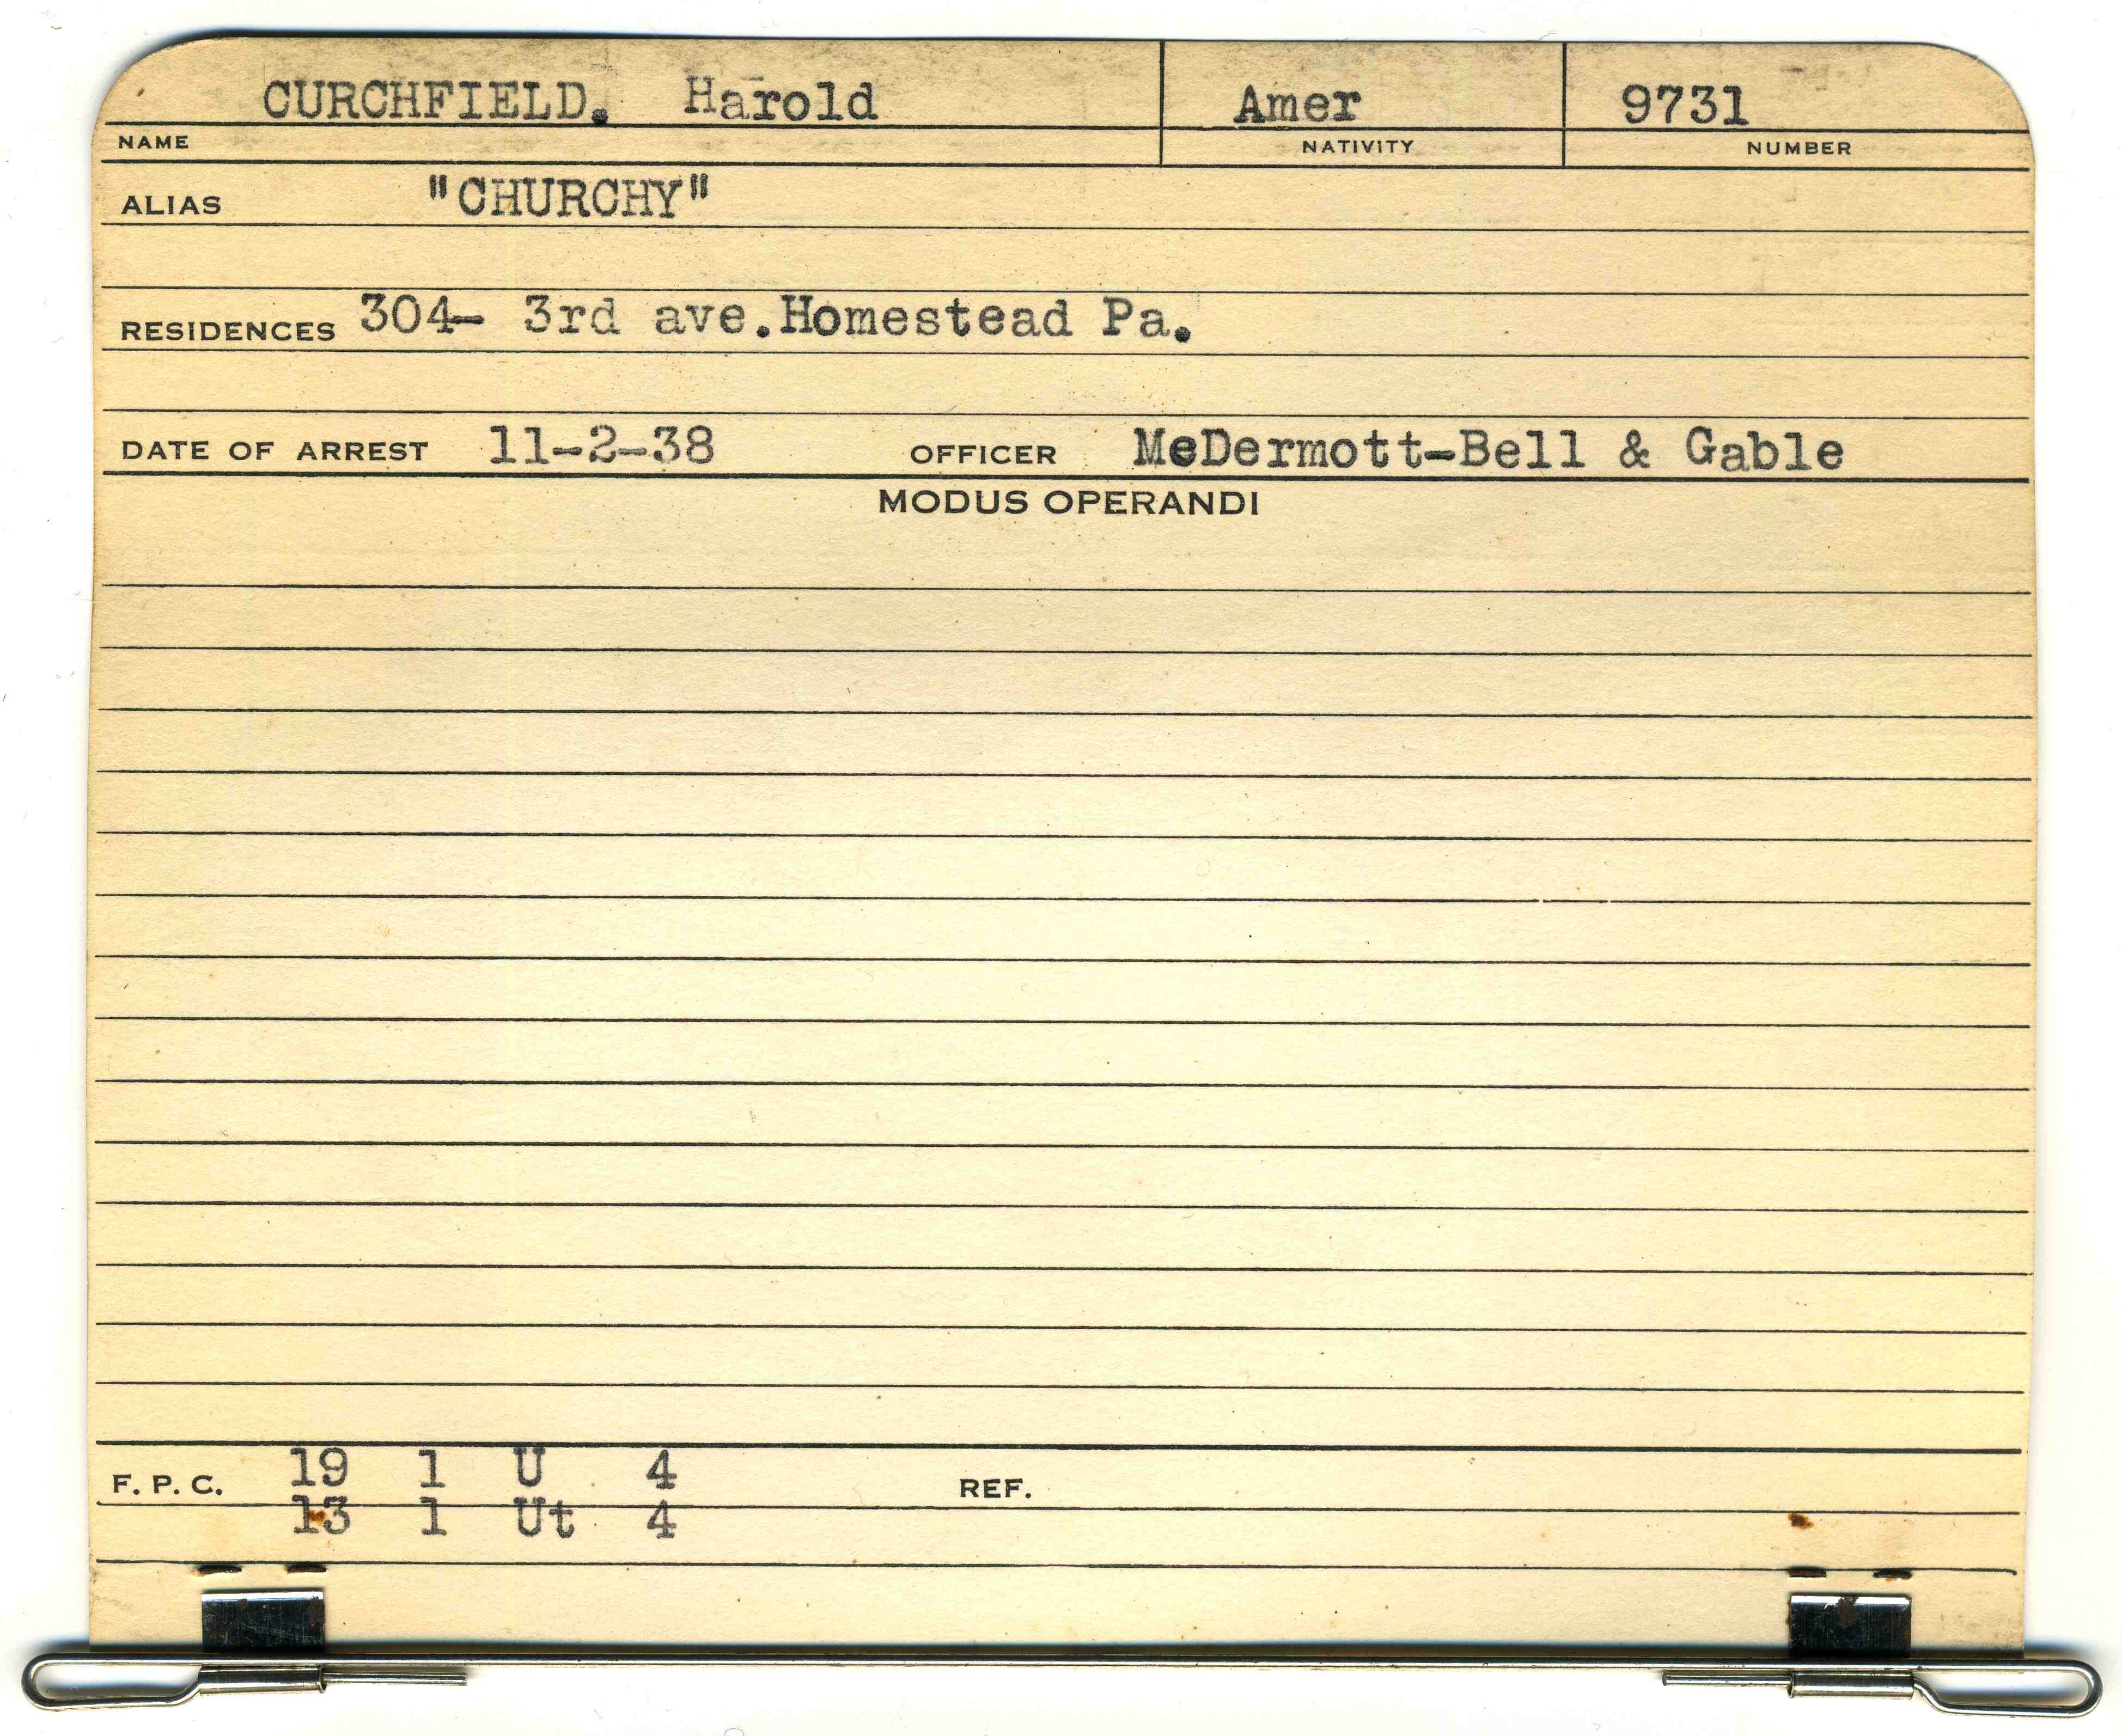 CURCHFIELD. Harold Amer 9731
NAME NATIVITY NUMBER
ALIAS "CHURCHY"
RESIDENCES 304- 3rd ave.Homestead Pa.
DATE OF ARREST 11-2-38 OFFICER MeDermott-Bell & Gable
MODUS OPERANDI
F. P. C. 19 1 U 4 REF.
13 1 Ut 4